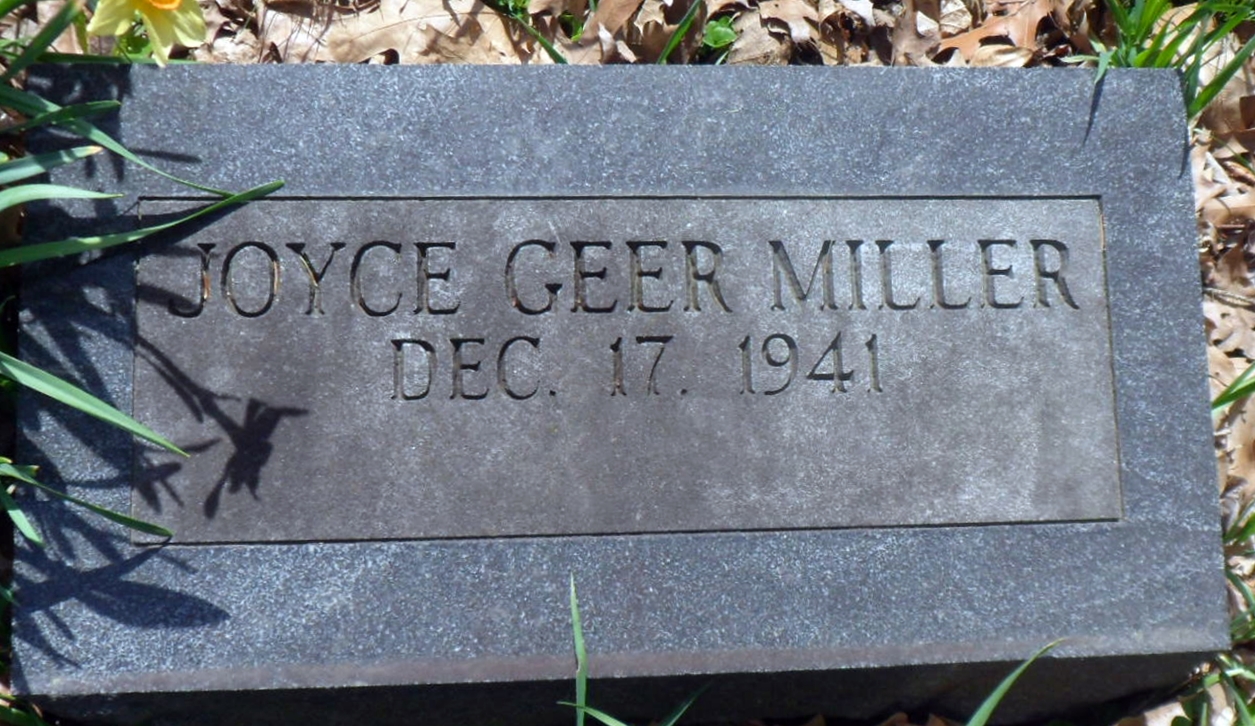 JOYCE GEER MILLER
DEC. 17. 1941